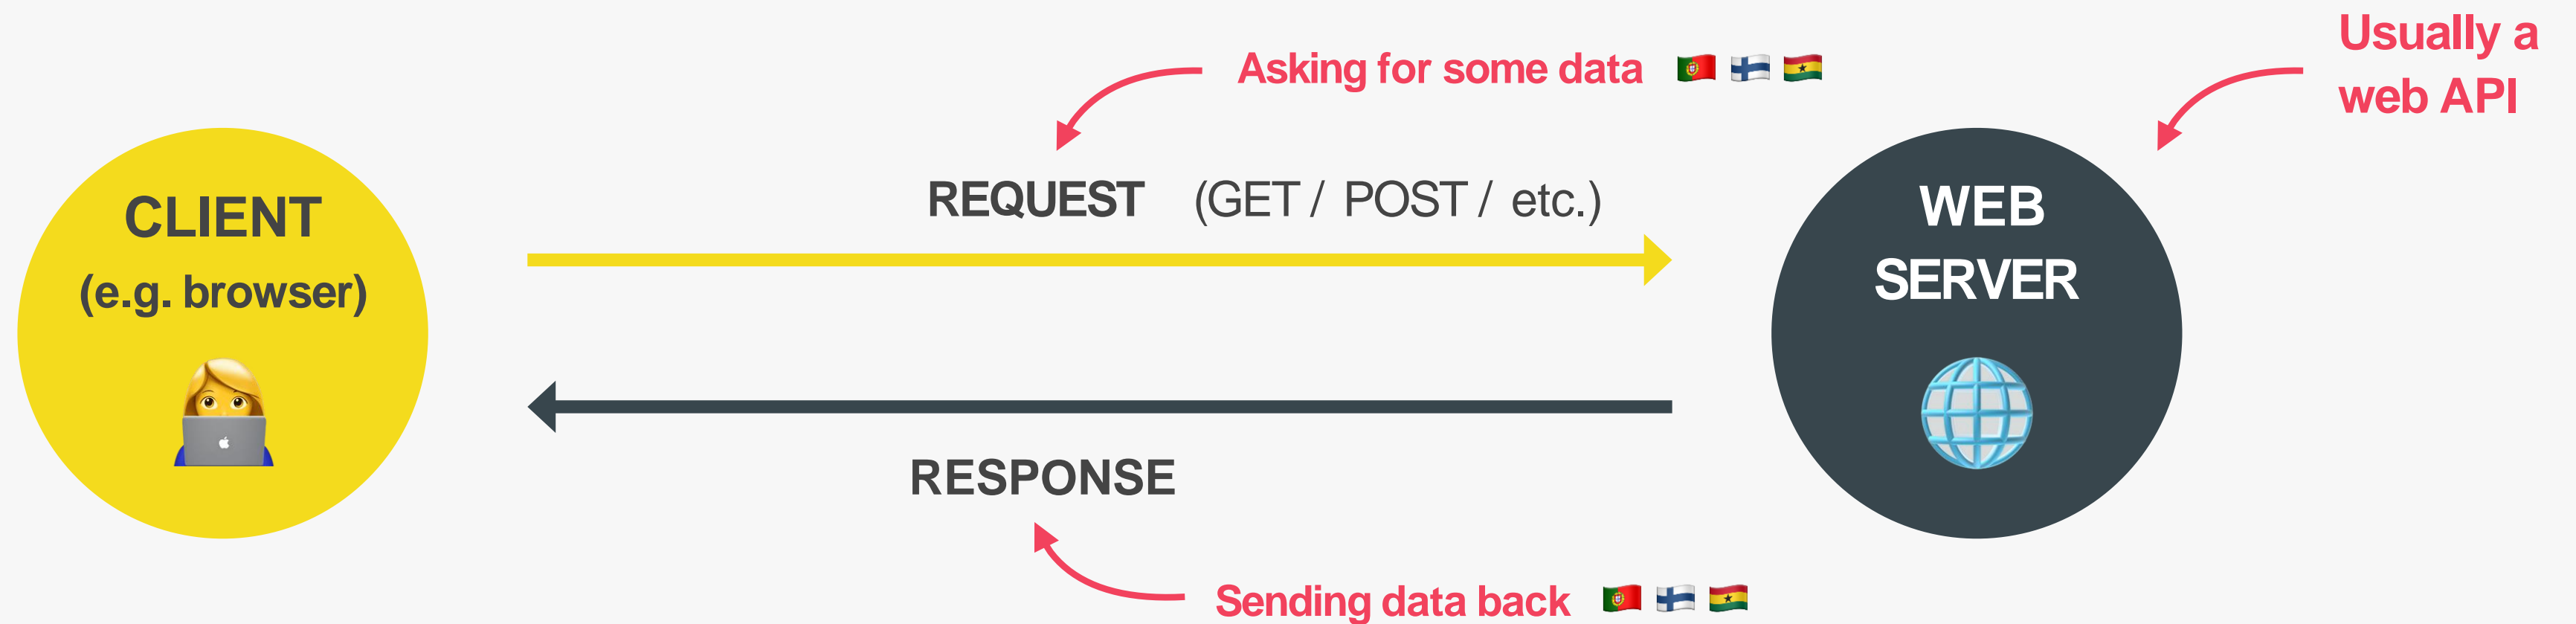 Usually a
web API
Asking for some data 🇵🇹 🇫🇮 🇬🇭
CLIENT
(e.g. browser)
REQUEST (GET / POST / etc.)
WEB
SERVER
RESPONSE
Sending data back 🇵🇹 🇫🇮 🇬🇭